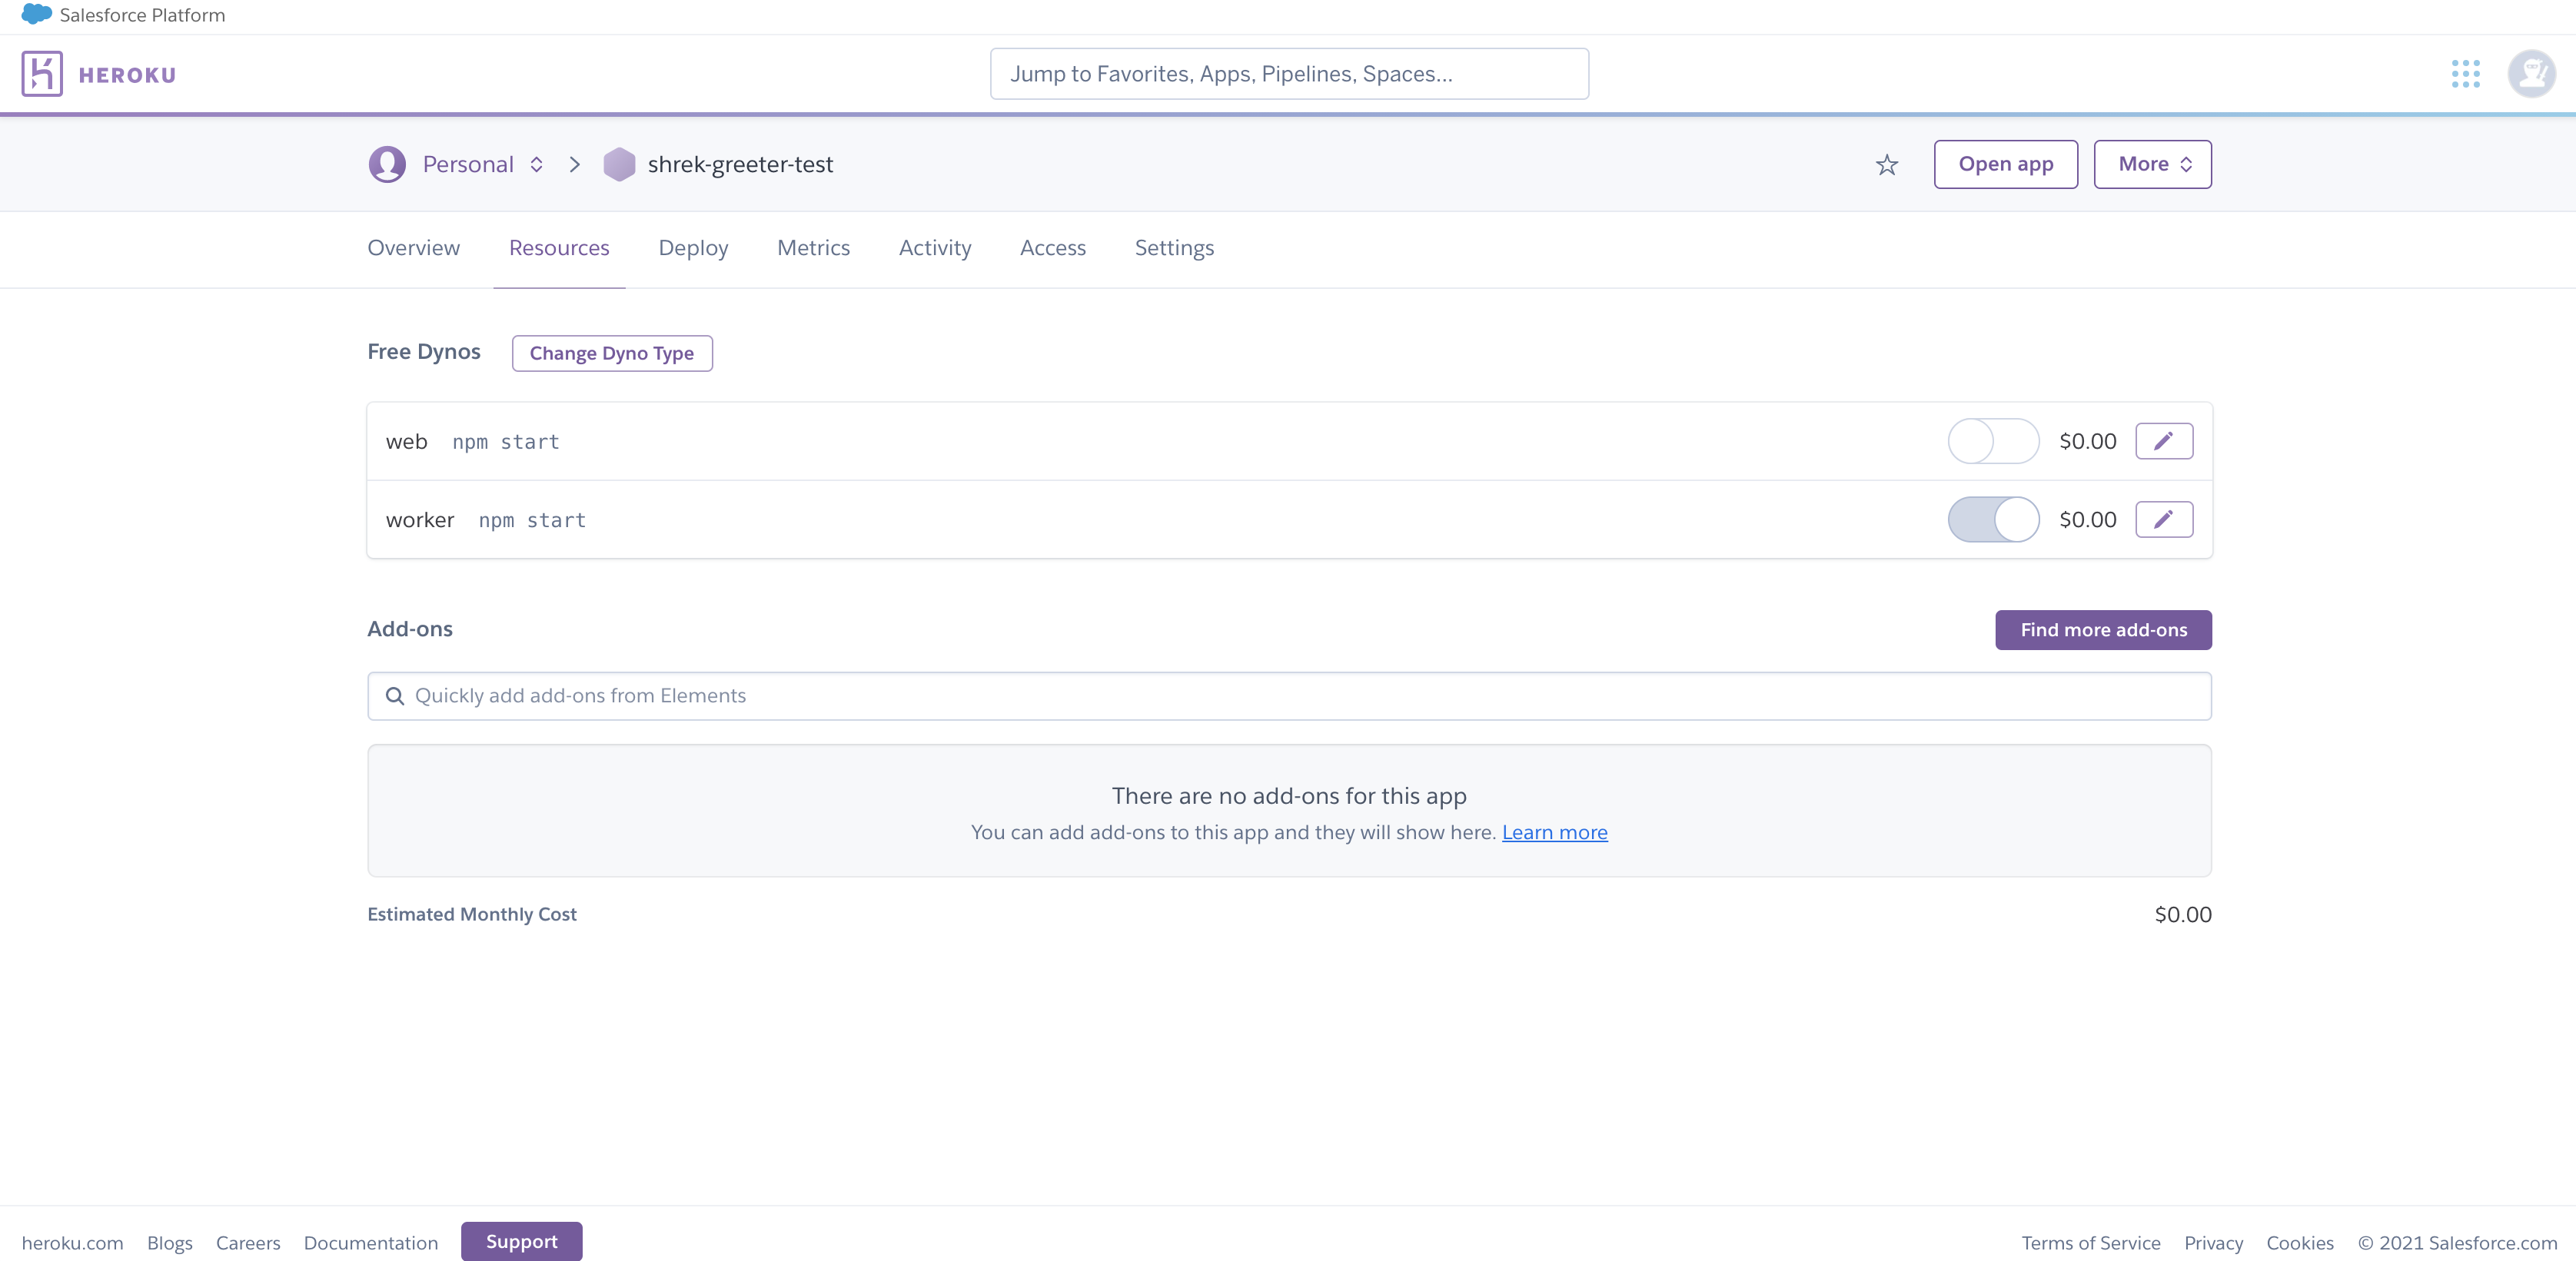 Salesforce Platform
HEROKU
Jump to Favorites, Apps, Pipelines, Spaces...
Personal shrek-greeter-test Open app More
Overview Resources Deploy Metrics Activity Access Settings
Free Dynos Change Dyno Type
web npm start $0.00
worker npm start $0.00
Add-ons Find more add-ons
Quickly add add-ons from Elements
There are no add-ons for this app
You can add add-ons to this app and they will show here. Learn more
Estimated Monthly Cost $0.00
heroku.com Blogs Careers Documentation Support Terms of Service Privacy Cookies © 2021 Salesforce.com